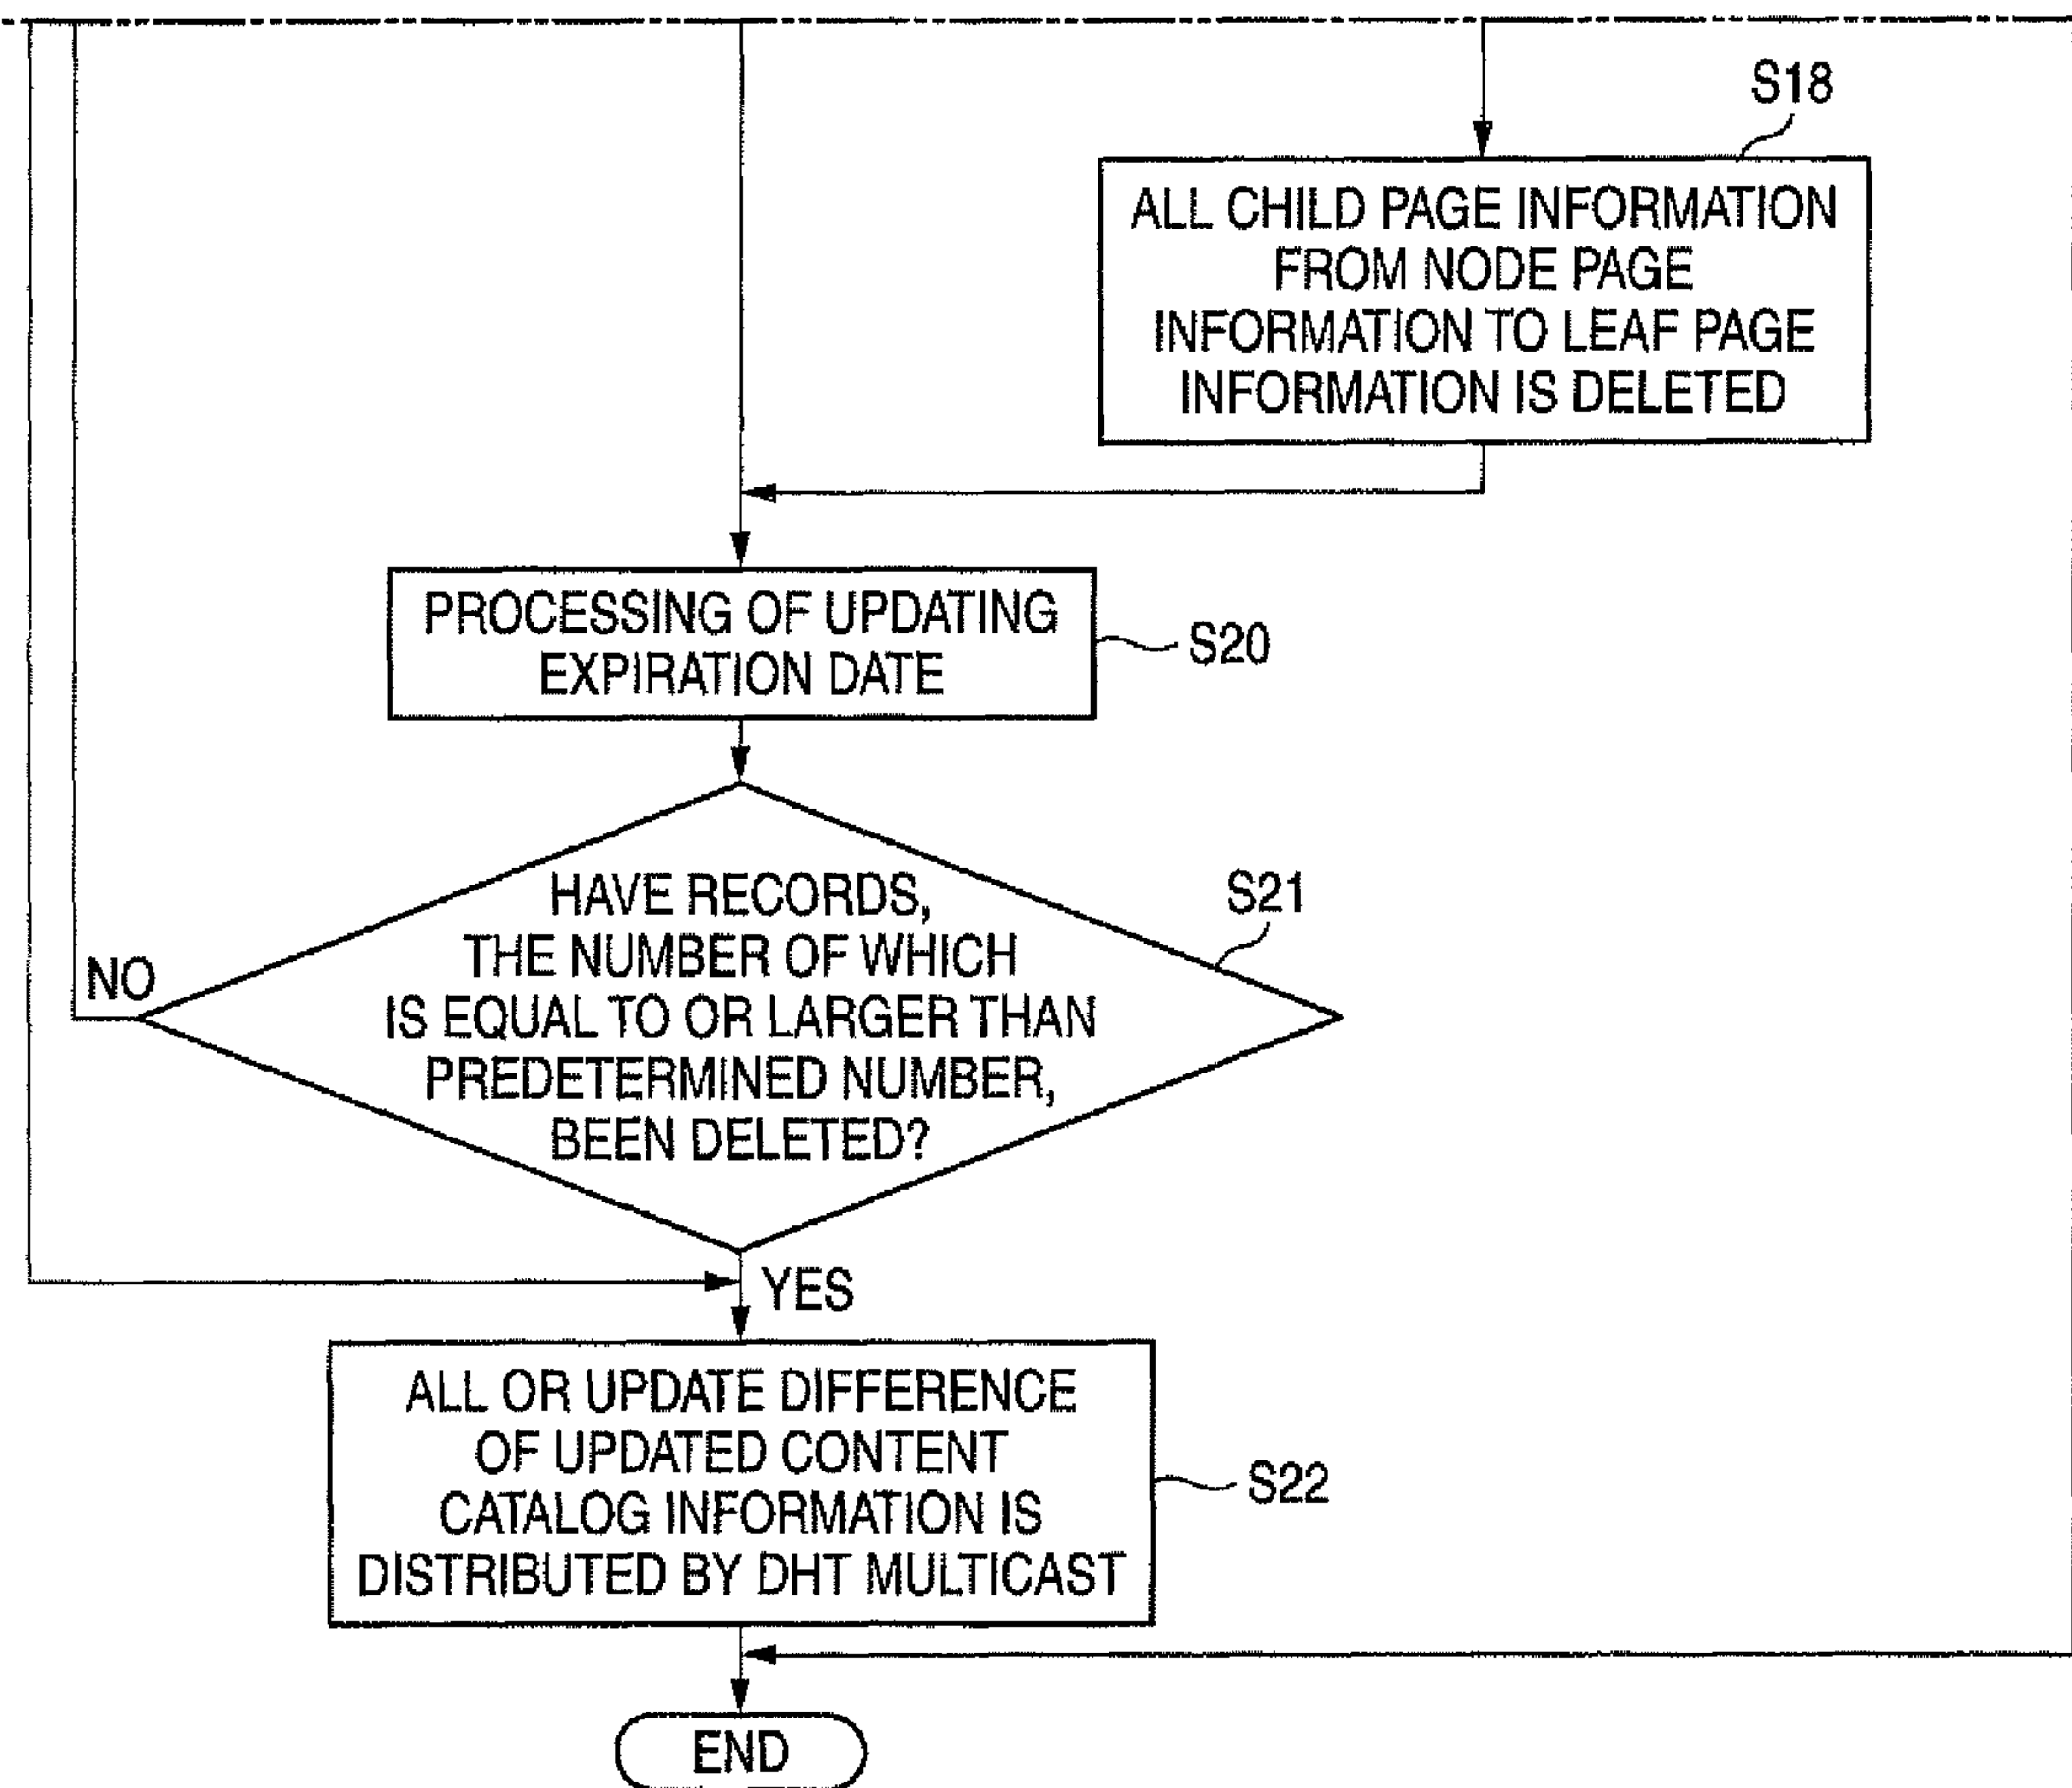 S18
ALL CHILD PAGE INFORMATION
FROM NODE PAGE
INFORMATION TO LEAF PAGE
INFORMATION IS DELETED
PROCESSING OF UPDATING
EXPIRATION DATE
S20
S21
HAVE RECORDS,
THE NUMBER OF WHICH
IS EQUAL TO OR LARGER THAN
PREDETERMINED NUMBER,
BEEN DELETED?
NO
YES
ALL OR UPDATE DIFFERENCE
OF UPDATED CONTENT
CATALOG INFORMATION IS
DISTRIBUTED BY DHT MULTICAST
S22
END